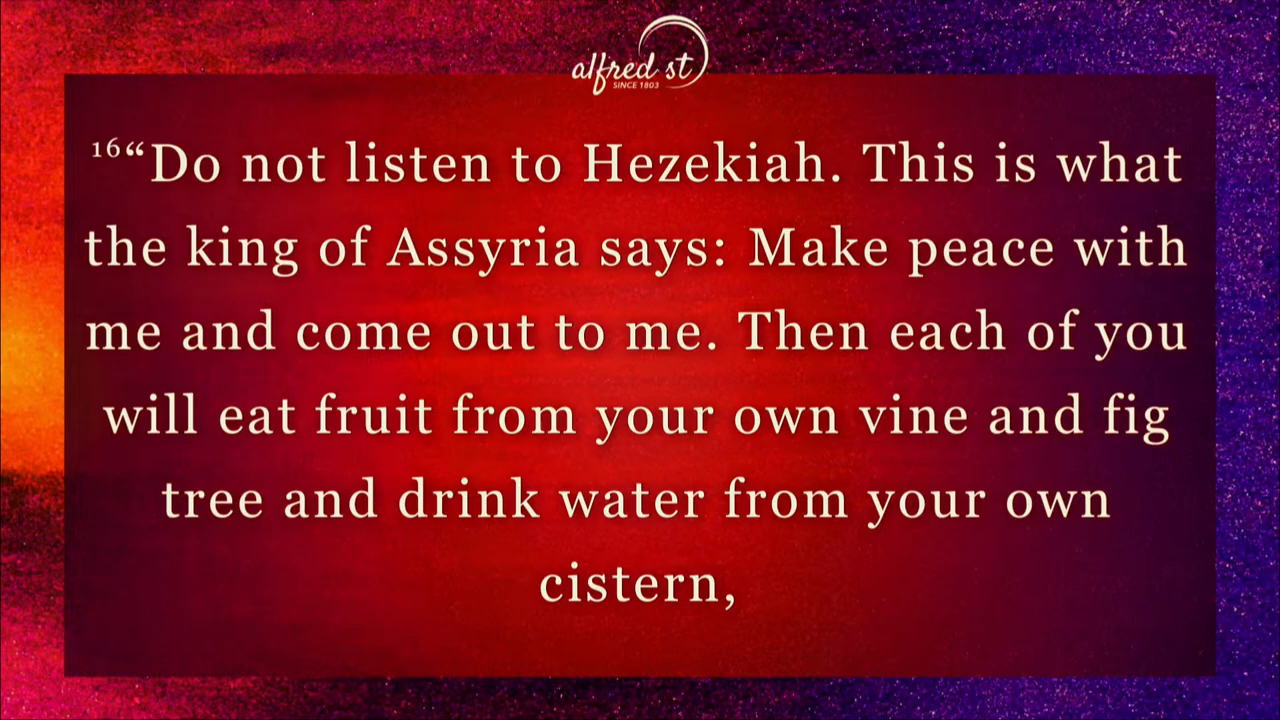 alfred st
SINCE 1803
16“Do not listen to Hezekiah. This is what
the king of Assyria says: Make peace with
me and come out to me. Then each of you
will eat fruit from your own vine and fig
tree and drink water from your own
cistern,